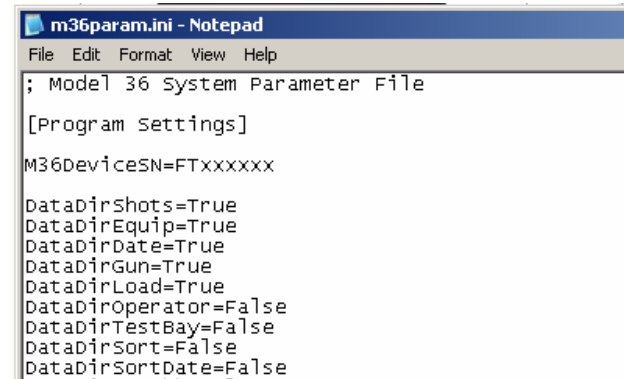 m36param.ini - Notepad
File Edit Format View Help
; Model 36 System Parameter File
[Program Settings]
M36DeviceSN=FTxxxxxx
DataDirShots=True
DataDirEquip=True
DataDirDate=True
DataDirGun=True
DataDirLoad=True
DataDirOperator=False
DataDirTestBay=False
DataDirSort=False
DataDirSortDate=False